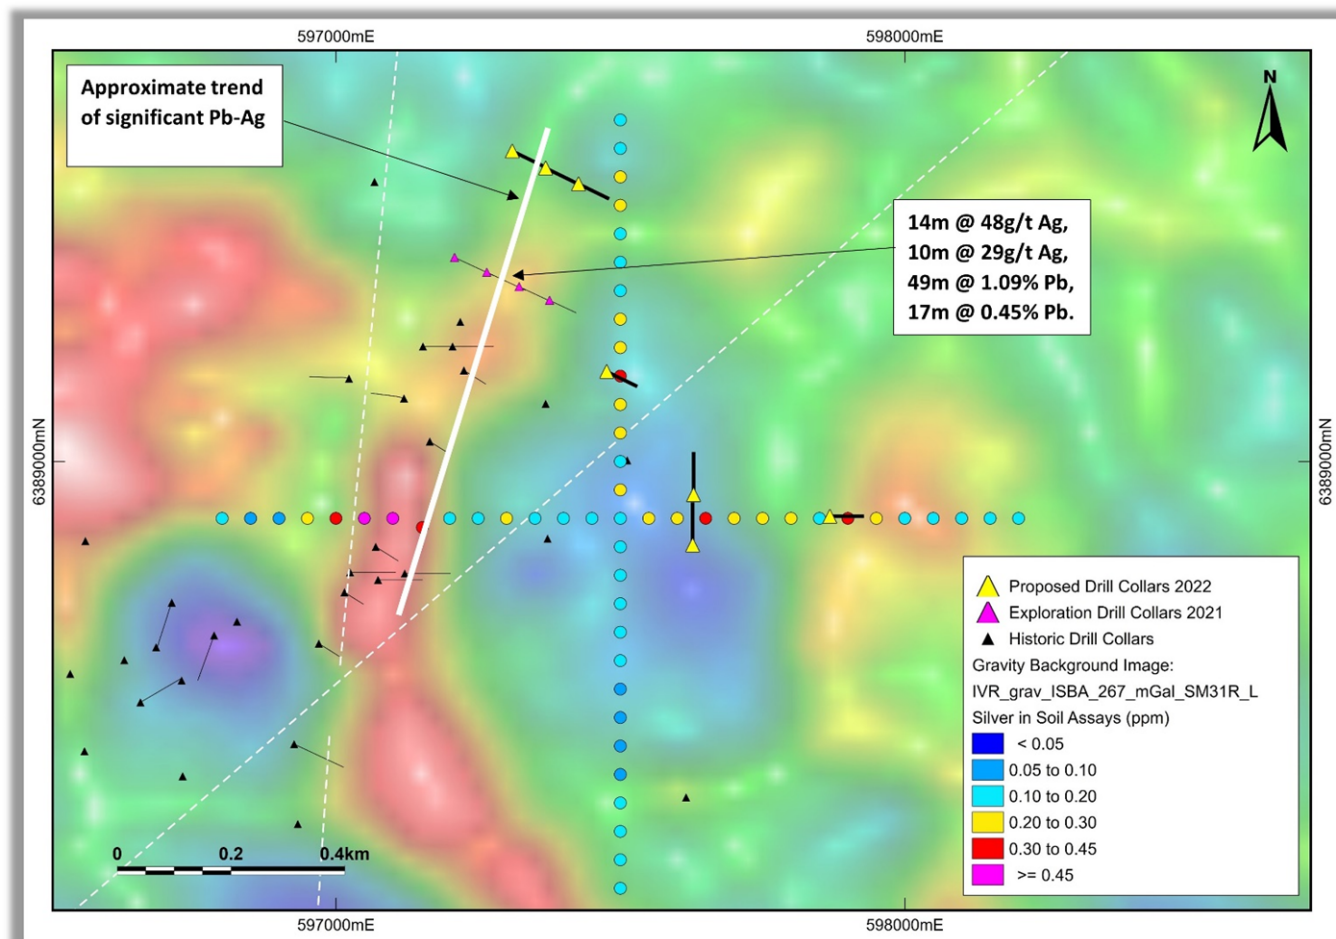 597000mE
598000mE
Approximate trend
of significant Pb-Ag
N
14m @ 48g/t Ag,
10m @ 29g/t Ag,
49m @ 1.09% Pb,
17m @ 0.45% Pb.
6389000mN
6389000mN
Proposed Drill Collars 2022
Exploration Drill Collars 2021
Historic Drill Collars
Gravity Background Image:
IVR_grav_ISBA_267_mGal_SM31R_L
Silver in Soil Assays (ppm)
< 0.05
0.05 to 0.10
0.10 to 0.20
0.20 to 0.30
0.30 to 0.45
>= 0.45
0 0.2 0.4km
597000mE
598000mE